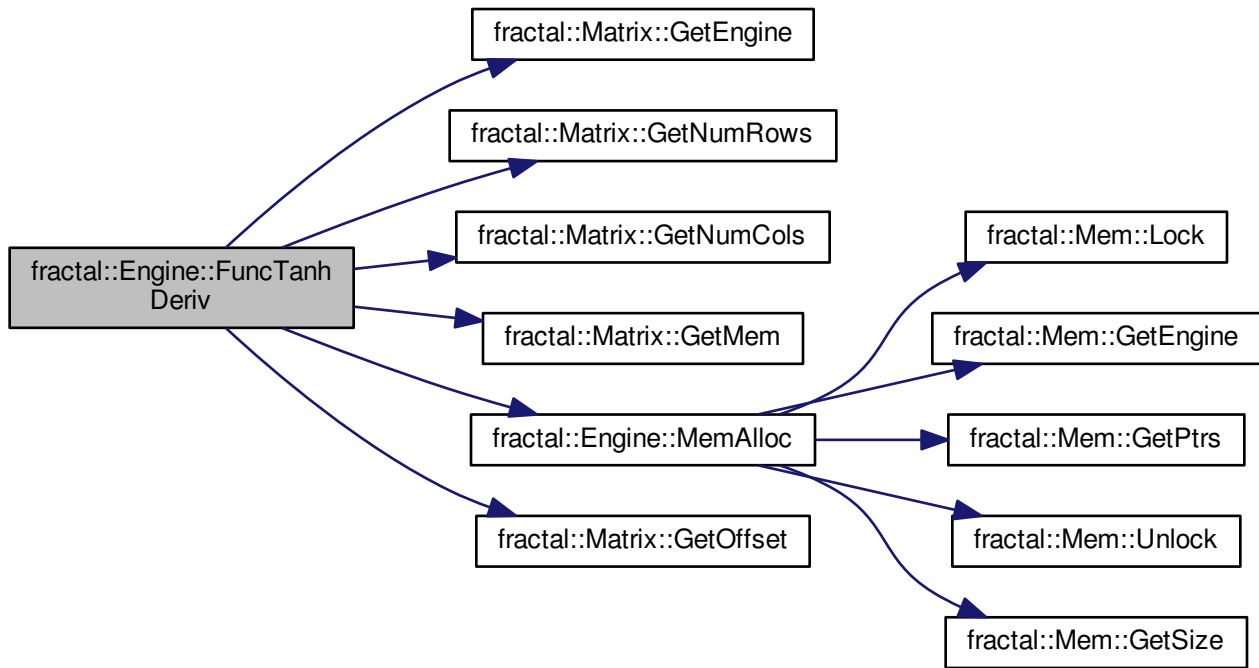 fractal::Matrix::GetEngine
fractal::Matrix::GetNumRows
fractal::Matrix::GetNumCols
fractal::Mem::Lock
fractal::Engine::FuncTanh
Deriv
fractal::Matrix::GetMem
fractal::Mem::GetEngine
fractal::Engine::MemAlloc
fractal::Mem::GetPtrs
fractal::Matrix::GetOffset
fractal::Mem::Unlock
fractal::Mem::GetSize